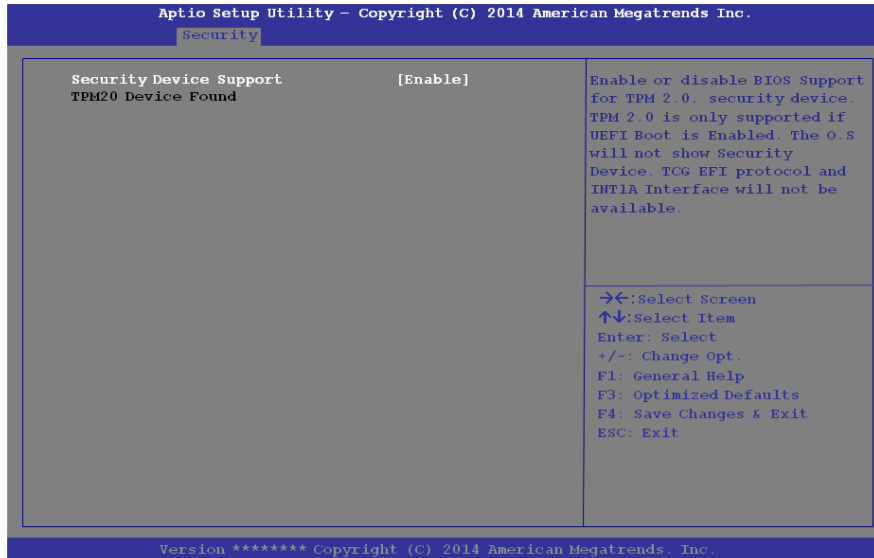 Aptio Setup Utility – Copyright (C) 2014 American Megatrends Inc.
Security
Security Device Support [Enable]
TPM20 Device Found
Enable or disable BIOS Support
for TPM 2.0. security device.
TPM 2.0 is only supported if
UEFI Boot is Enabled. The O.S
will not show Security
Device. TCG EFI protocol and
INT1A Interface will not be
available.
→←:Select Screen
↑↓:Select Item
Enter: Select
+/-: Change Opt.
F1: General Help
F3: Optimized Defaults
F4: Save Changes & Exit
ESC: Exit
Version ******** Copyright (C) 2014 American Megatrends. Inc.